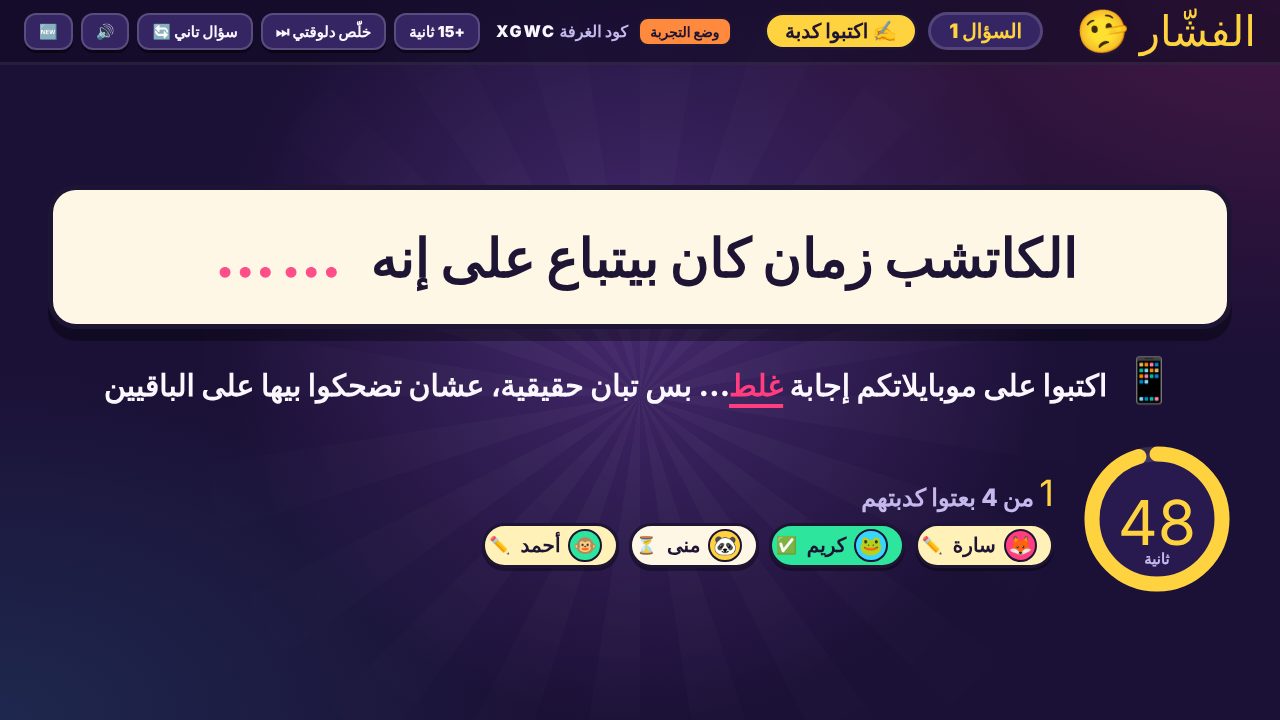 الفشّار 🤥
السؤال 1
✍️ اكتبوا كدبة
وضع التجربة
كود الغرفة XGWC
+15 ثانية
خلّص دلوقتي ⏭
سؤال تاني 🔄
🔊
🆕
الكاتشب زمان كان بيتباع على إنه ……
📱 اكتبوا على موبايلاتكم إجابة غلط... بس تبان حقيقية، عشان تضحكوا بيها على الباقيين
48
ثانية
1 من 4 بعتوا كدبتهم
🦊 سارة ✏️
🐸 كريم ✅
🐼 منى ⏳
🐵 أحمد ✏️